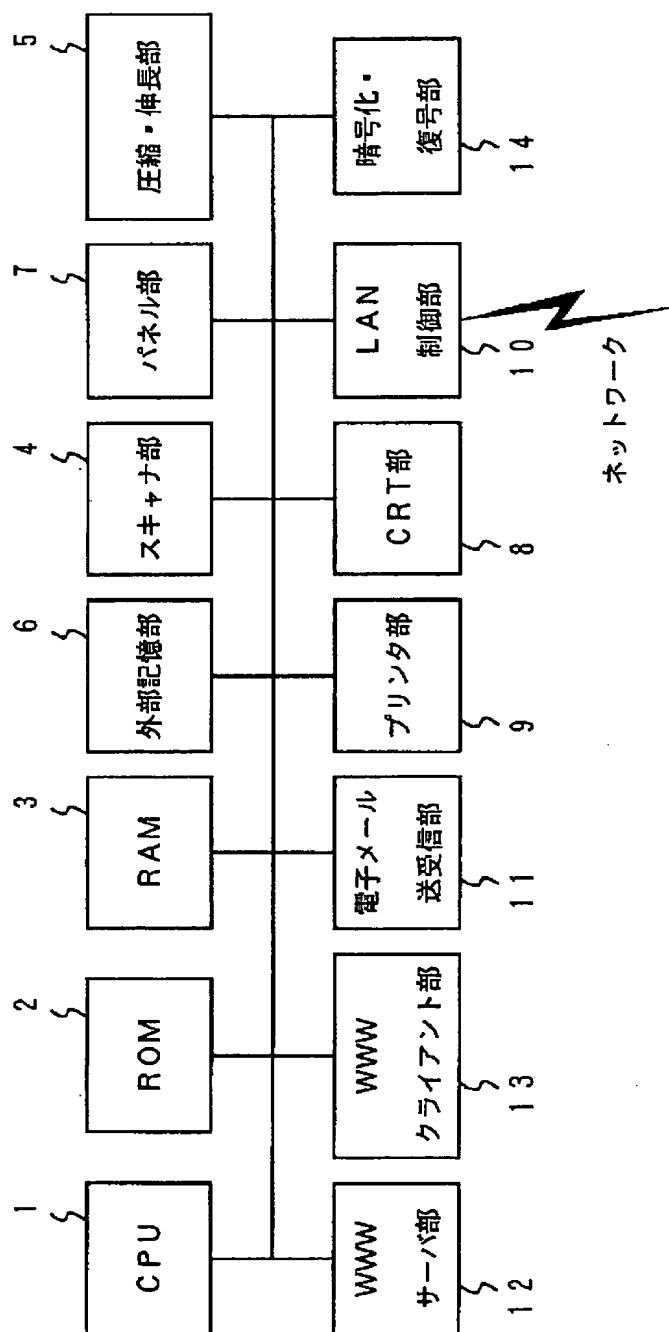 1
CPU
2
ROM
3
RAM
6
外部記憶部
4
スキャナ部
7
パネル部
5
圧縮・伸長部
WWW
サーバ部
12
WWW
クライアント部
13
電子メール
送受信部
11
プリンタ部
9
CRT部
8
LAN
制御部
10
暗号化・
復号部
14
ネットワーク